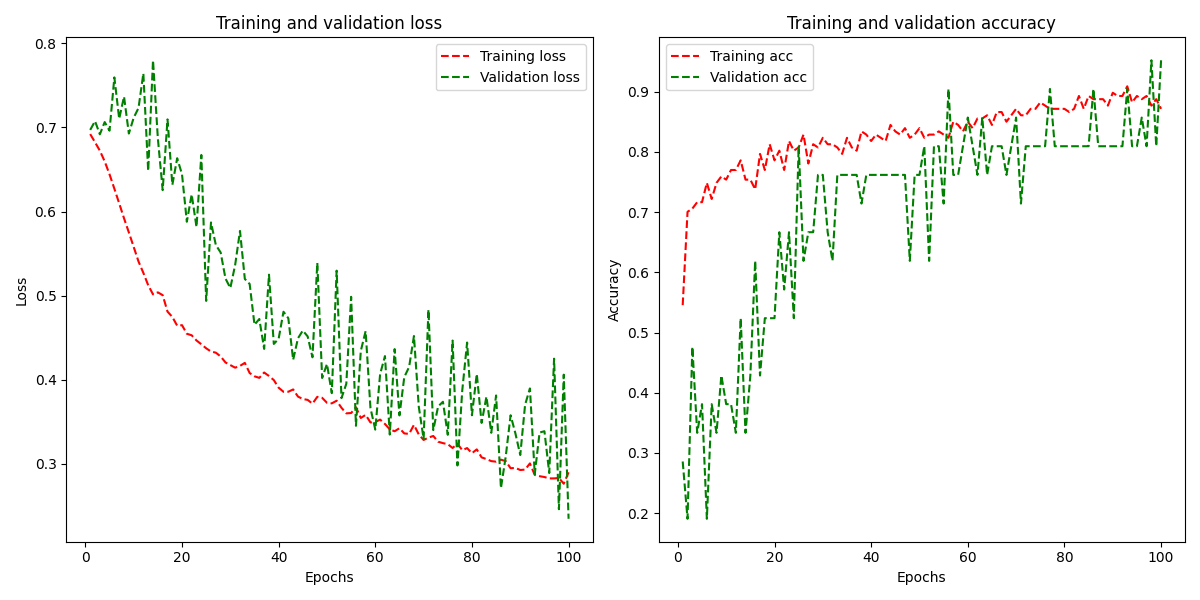 Training and validation loss
Training loss
Validation loss
0.8
0.7
0.6
0.5
0.4
0.3
Loss
0
20
40
60
80
100
Epochs
Training and validation accuracy
Training acc
Validation acc
0.9
0.8
0.7
0.6
0.5
0.4
0.3
0.2
Accuracy
0
20
40
60
80
100
Epochs